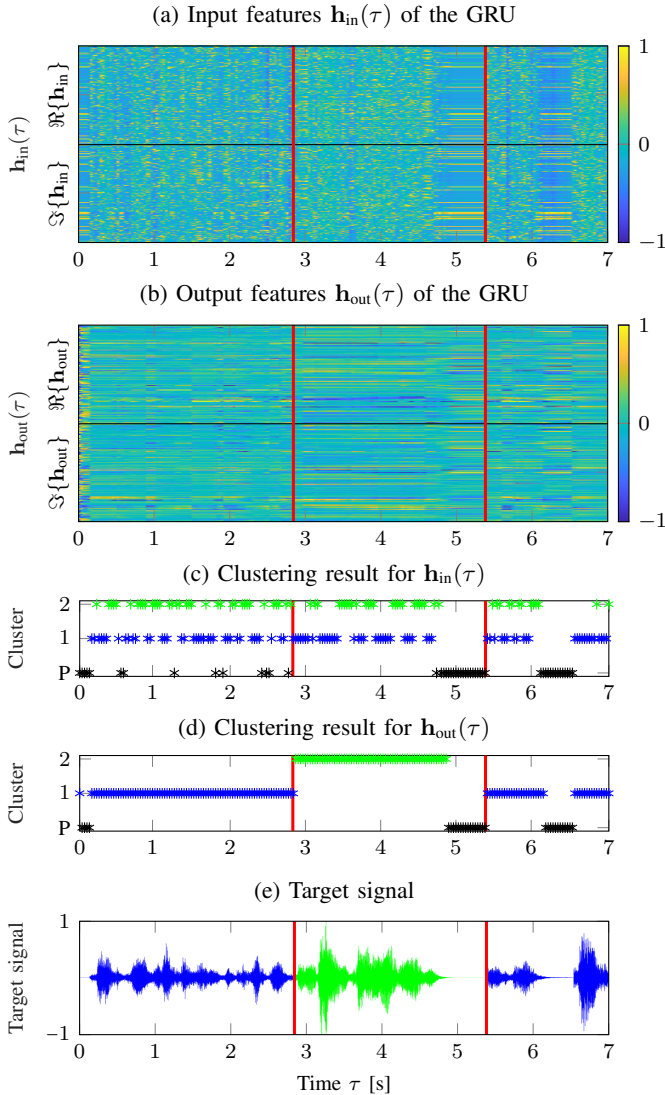 (a) Input features h_in(τ) of the GRU
h_in(τ)
ℜ{h_in}
ℑ{h_in}
1
0
−1
0 1 2 3 4 5 6 7
(b) Output features h_out(τ) of the GRU
h_out(τ)
ℜ{h_out}
ℑ{h_out}
1
0
−1
0 1 2 3 4 5 6 7
(c) Clustering result for h_in(τ)
Cluster
2
1
P
0 1 2 3 4 5 6 7
(d) Clustering result for h_out(τ)
Cluster
2
1
P
0 1 2 3 4 5 6 7
(e) Target signal
Target signal
1
−1
0 1 2 3 4 5 6 7
Time τ [s]